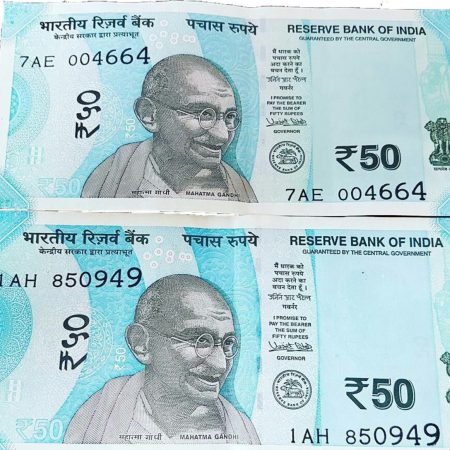 भारतीय रिज़र्व बैंक पचास रुपये RESERVE BANK OF INDIA
केन्द्रीय सरकार द्वारा प्रत्याभूत GUARANTEED BY THE CENTRAL GOVERNMENT
7AE 004664
मैं धारक को
पचास रुपये
अदा करने का
वचन देता हूँ
गवर्नर
I PROMISE TO
PAY THE BEARER
THE SUM OF
FIFTY RUPEES
GOVERNOR
₹५०
₹50
₹50
महात्मा गांधी MAHATMA GANDHI
7AE 004664
भारतीय रिज़र्व बैंक पचास रुपये RESERVE BANK OF INDIA
केन्द्रीय सरकार द्वारा प्रत्याभूत GUARANTEED BY THE CENTRAL GOVERNMENT
1AH 850949
मैं धारक को
पचास रुपये
अदा करने का
वचन देता हूँ
गवर्नर
I PROMISE TO
PAY THE BEARER
THE SUM OF
FIFTY RUPEES
GOVERNOR
₹५०
₹50
₹50
महात्मा गांधी MAHATMA GANDHI
1AH 850949